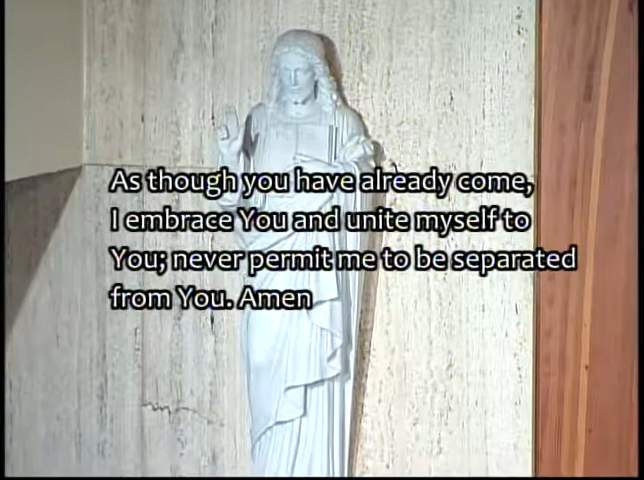 As though you have already come,
I embrace You and unite myself to
You; never permit me to be separated
from You. Amen